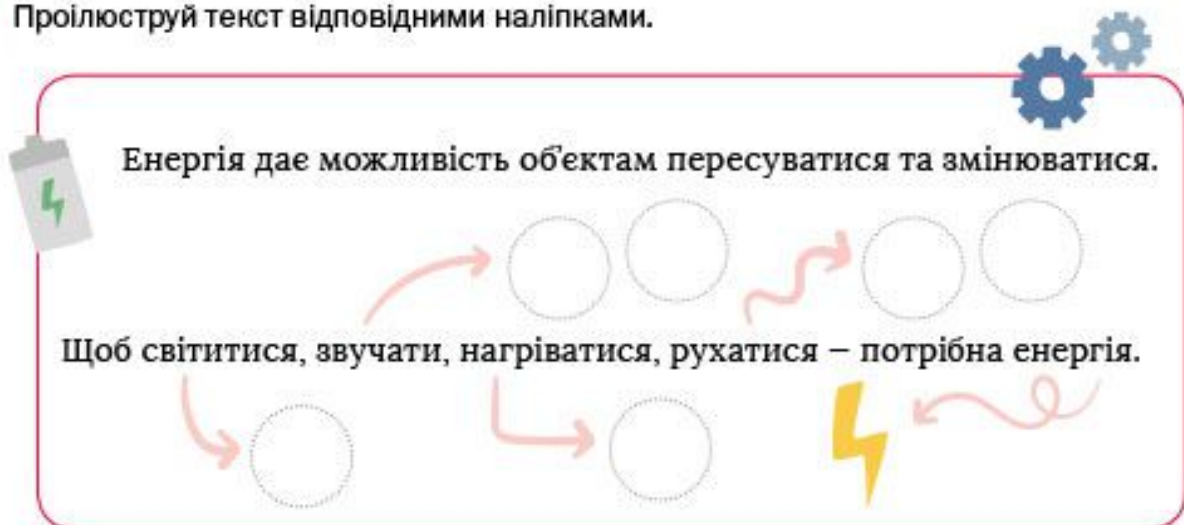 Проілюструй текст відповідними наліпками.
Енергія дає можливість об'єктам пересуватися та змінюватися.
Щоб світитися, звучати, нагріватися, рухатися – потрібна енергія.